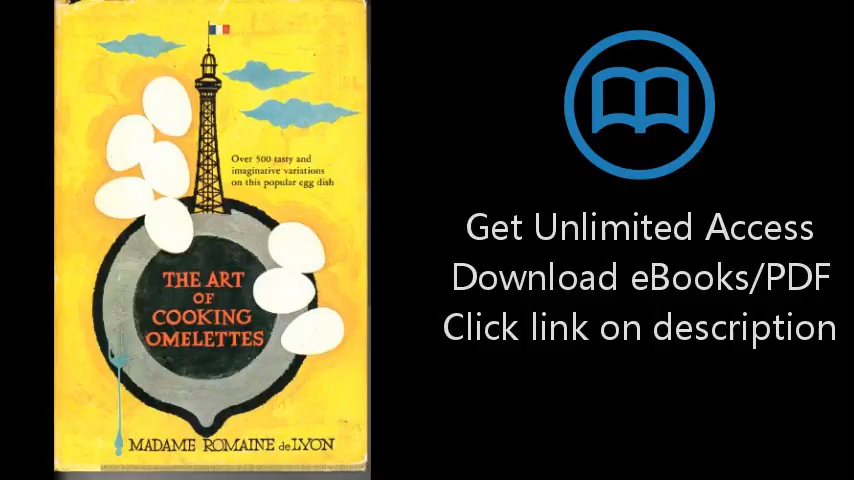 Over 500 tasty and
imaginative variations
on this popular egg dish
THE ART
OF
COOKING
OMELETTES
MADAME ROMAINE de LYON
Get Unlimited Access
Download eBooks/PDF
Click link on description